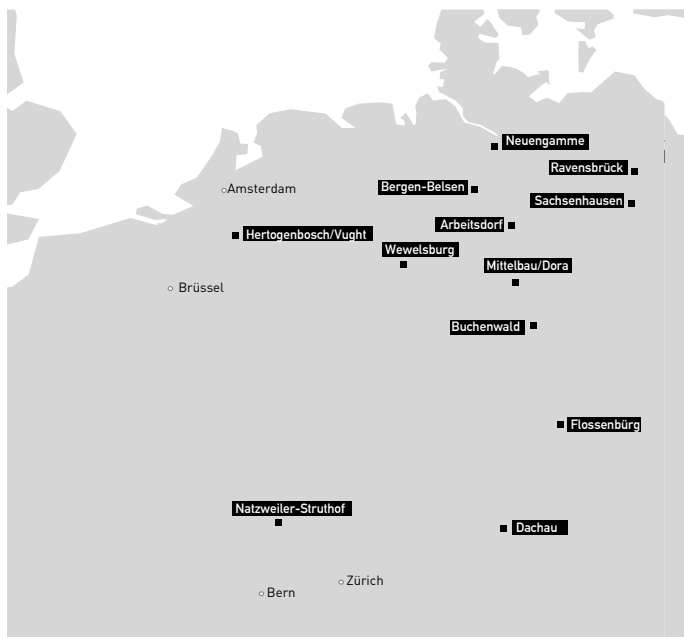 Neuengamme
Ravensbrück
Amsterdam
Bergen-Belsen
Sachsenhausen
Arbeitsdorf
Hertogenbosch/Vught
Wewelsburg
Mittelbau/Dora
Brüssel
Buchenwald
Flossenbürg
Natzweiler-Struthof
Dachau
Zürich
Bern